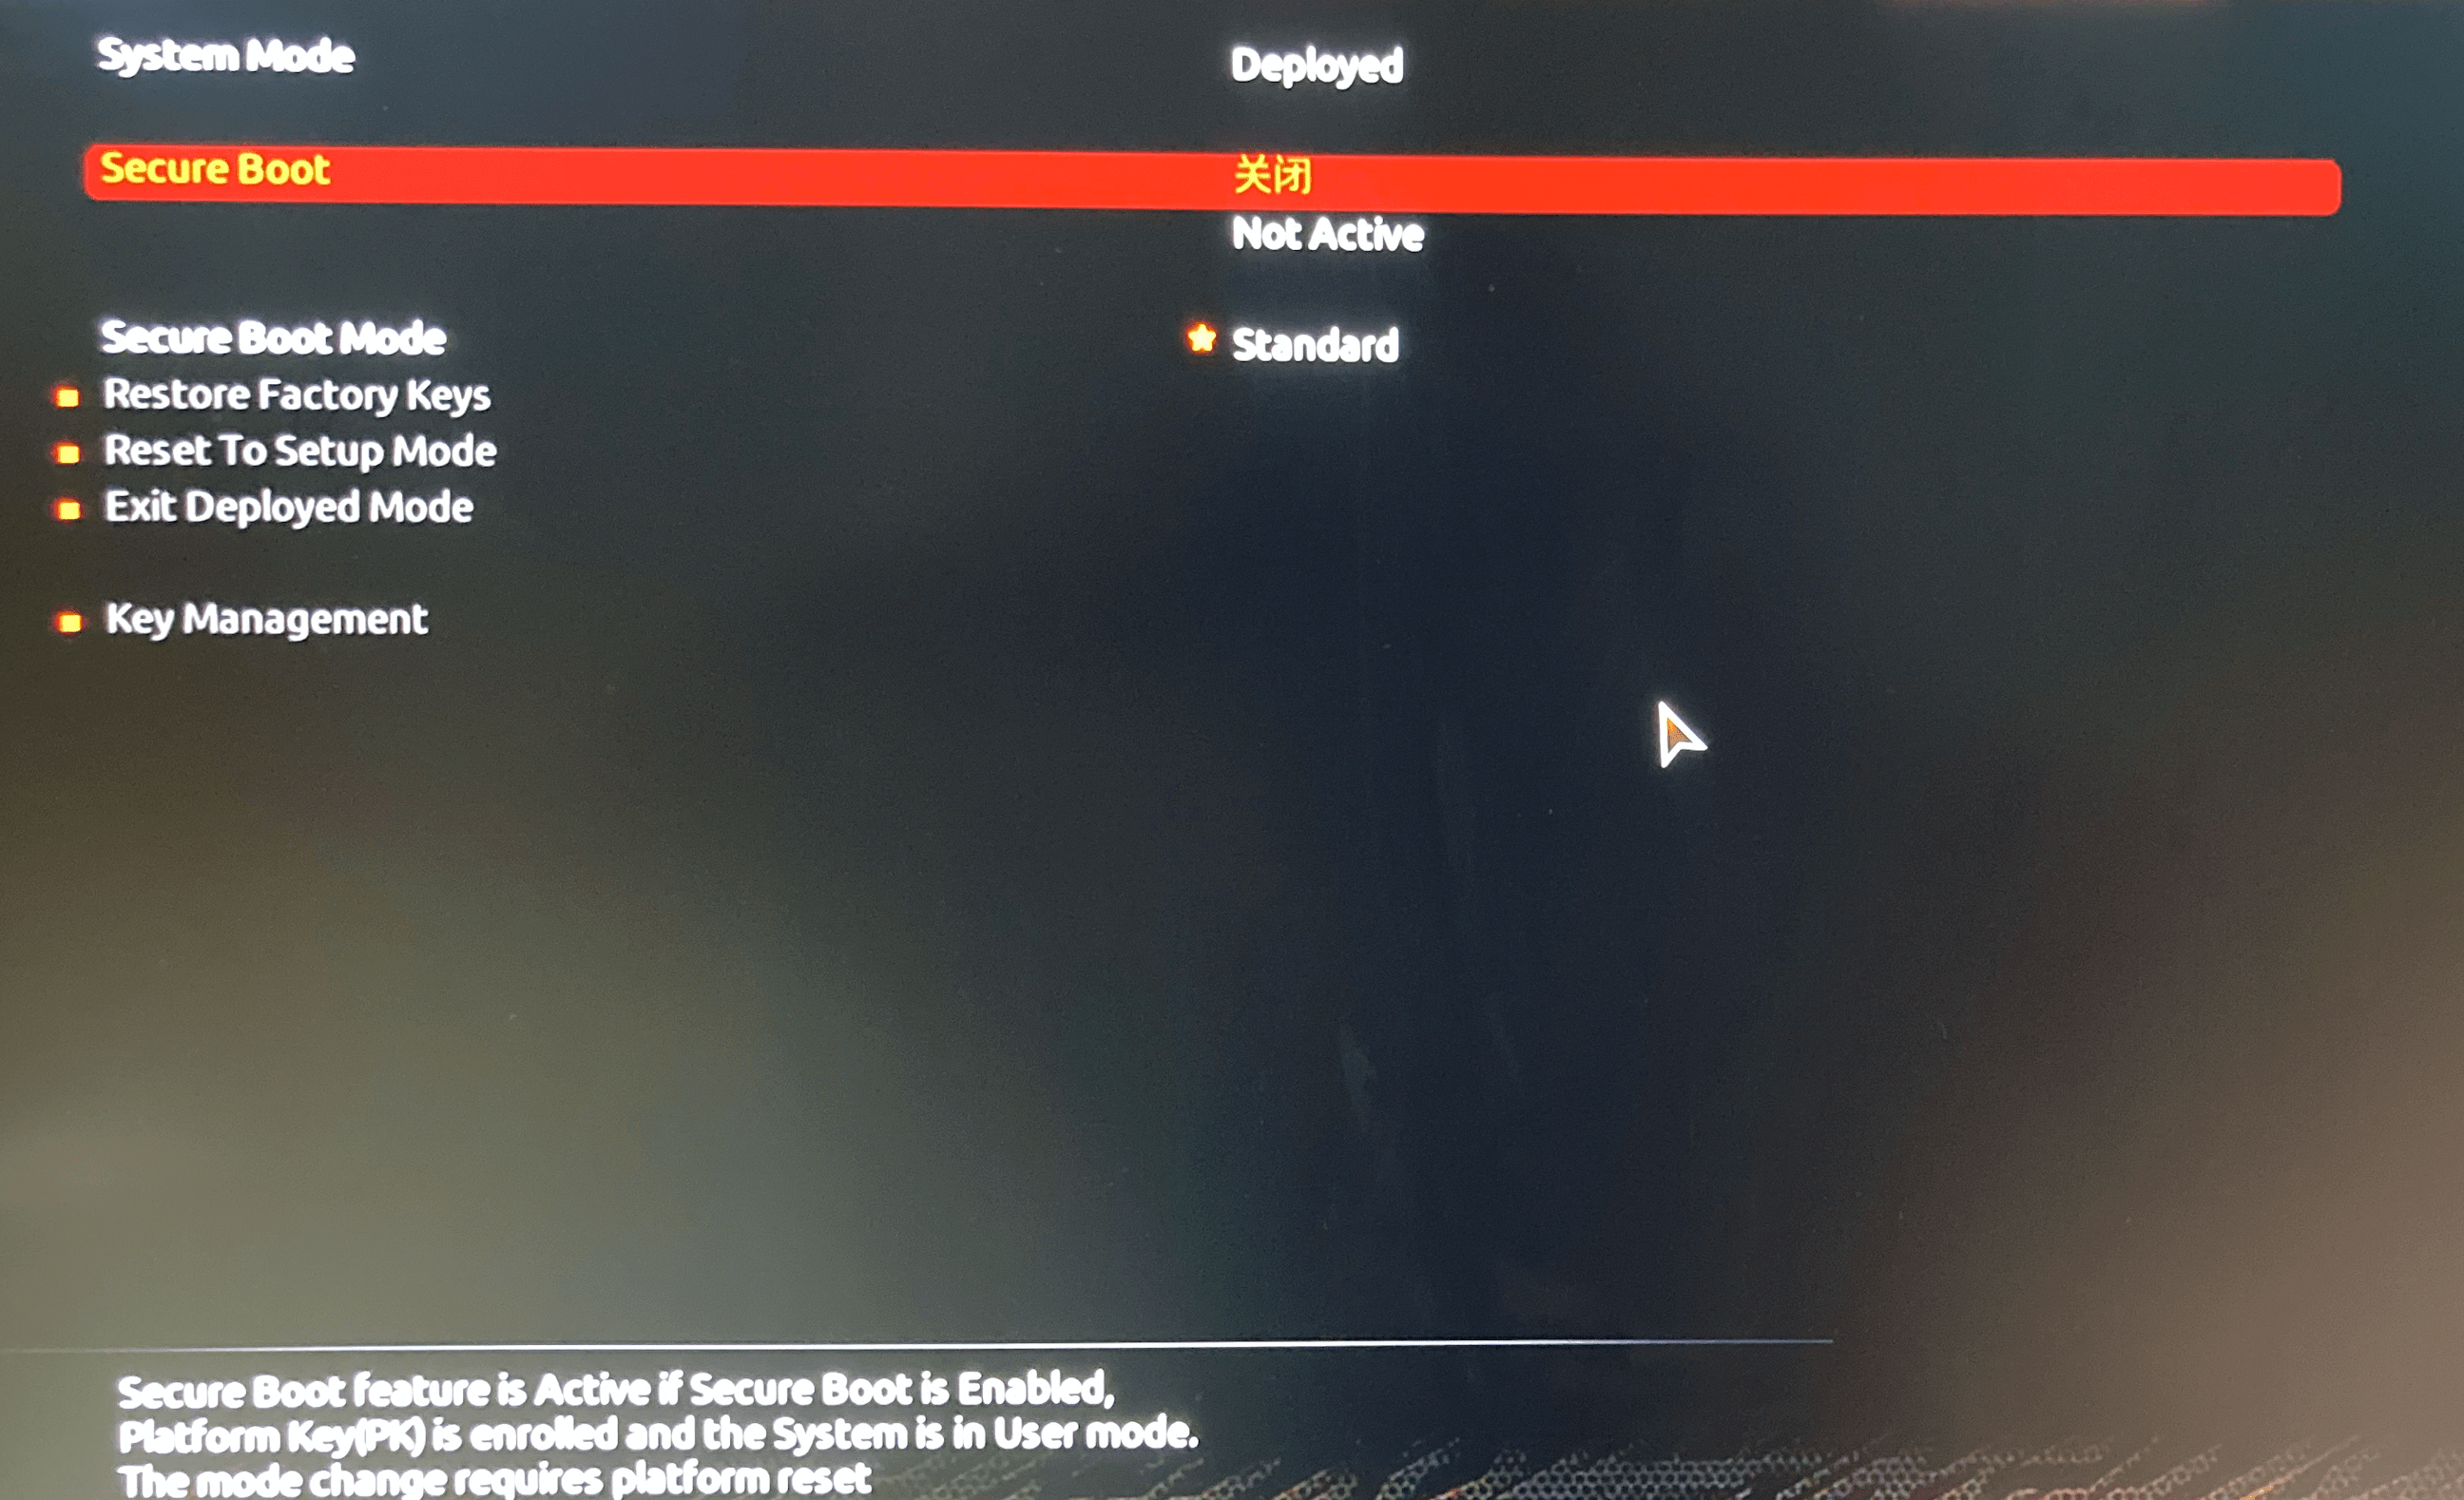 System Mode Deployed
Secure Boot 关闭
Not Active
Secure Boot Mode Standard
Restore Factory Keys
Reset To Setup Mode
Exit Deployed Mode
Key Management
Secure Boot feature is Active if Secure Boot is Enabled,
Platform Key(PK) is enrolled and the System is in User mode.
The mode change requires platform reset